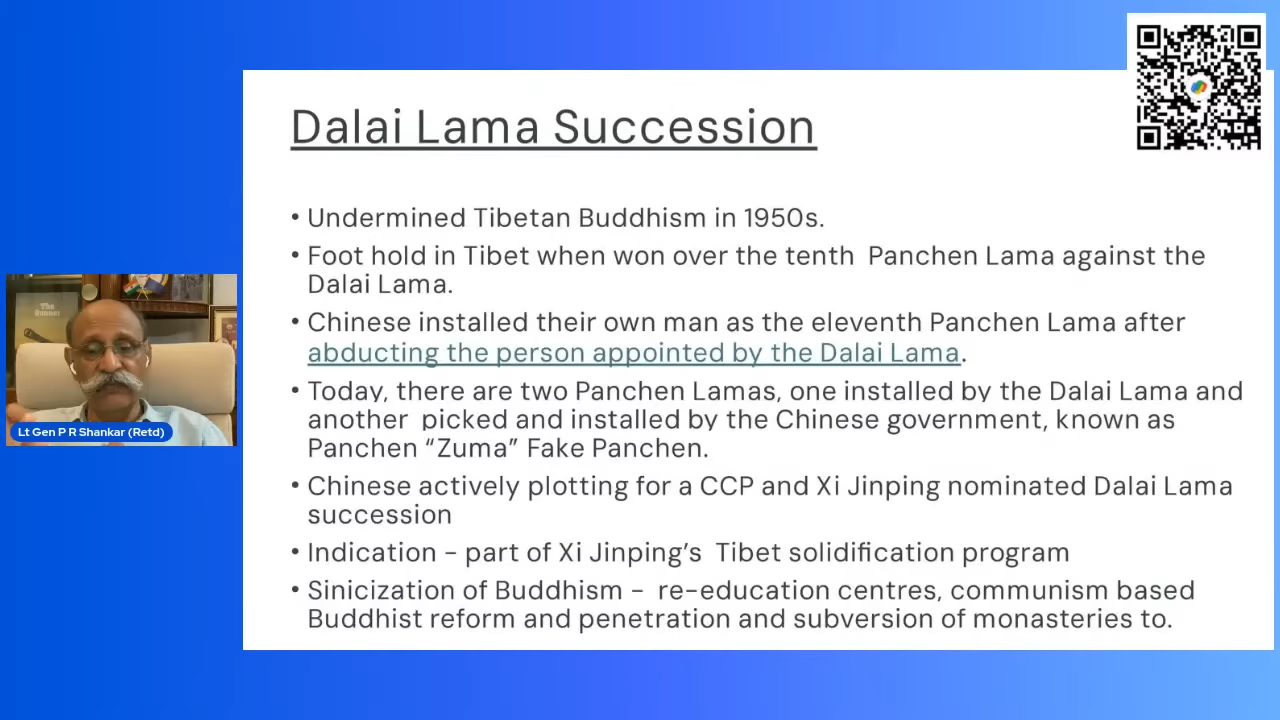 Dalai Lama Succession
• Undermined Tibetan Buddhism in 1950s.
• Foot hold in Tibet when won over the tenth Panchen Lama against the
Dalai Lama.
• Chinese installed their own man as the eleventh Panchen Lama after
abducting the person appointed by the Dalai Lama.
• Today, there are two Panchen Lamas, one installed by the Dalai Lama and
another picked and installed by the Chinese government, known as
Panchen “Zuma” Fake Panchen.
• Chinese actively plotting for a CCP and Xi Jinping nominated Dalai Lama
succession
• Indication – part of Xi Jinping’s Tibet solidification program
• Sinicization of Buddhism – re-education centres, communism based
Buddhist reform and penetration and subversion of monasteries to.
The
Lt Gen P R Shankar (Retd)